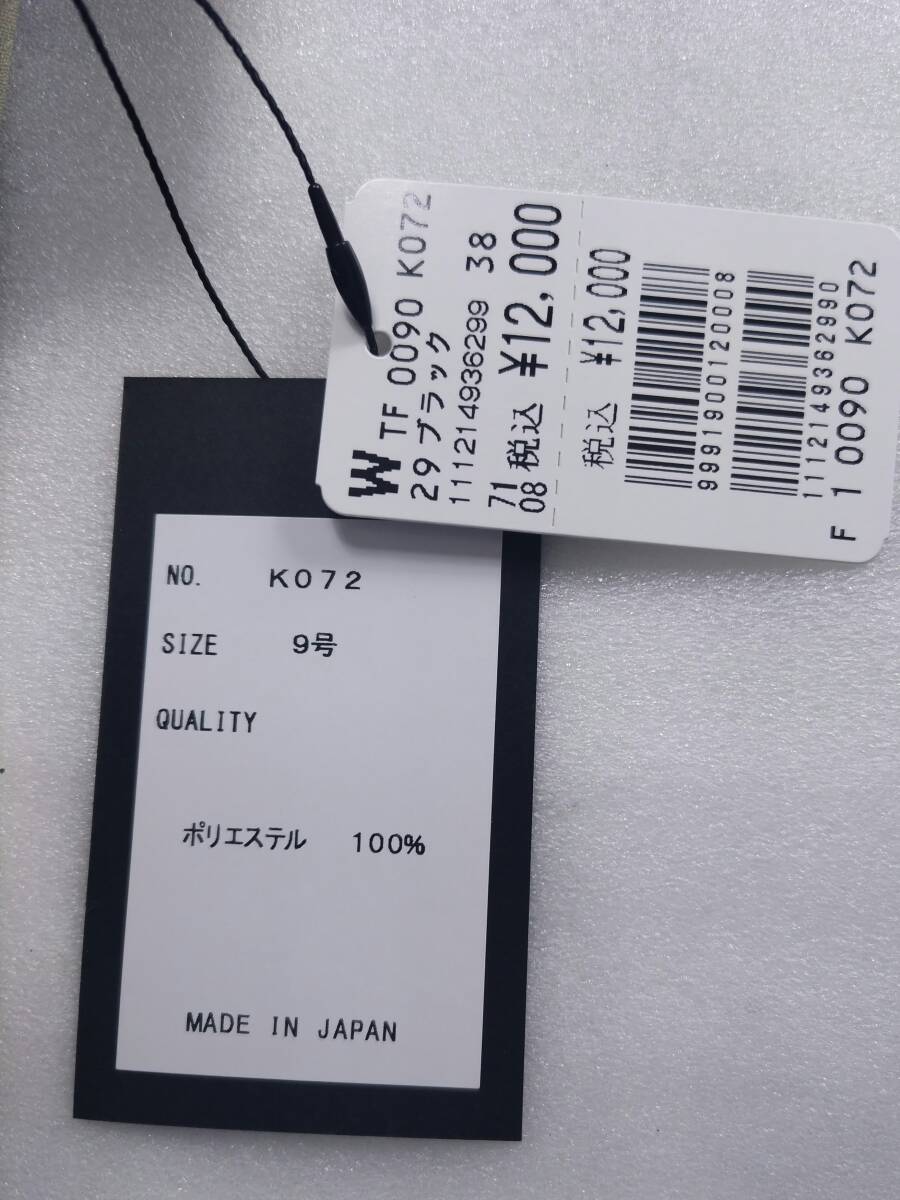 W TF 0090 K072
29 ブラック
11121493629​9 38
71
08 税込 ¥12,000
税込 ¥12,000
9991900120008
1112149362990
F 1 0090 K072
NO. K072
SIZE 9号
QUALITY
ポリエステル 100%
MADE IN JAPAN